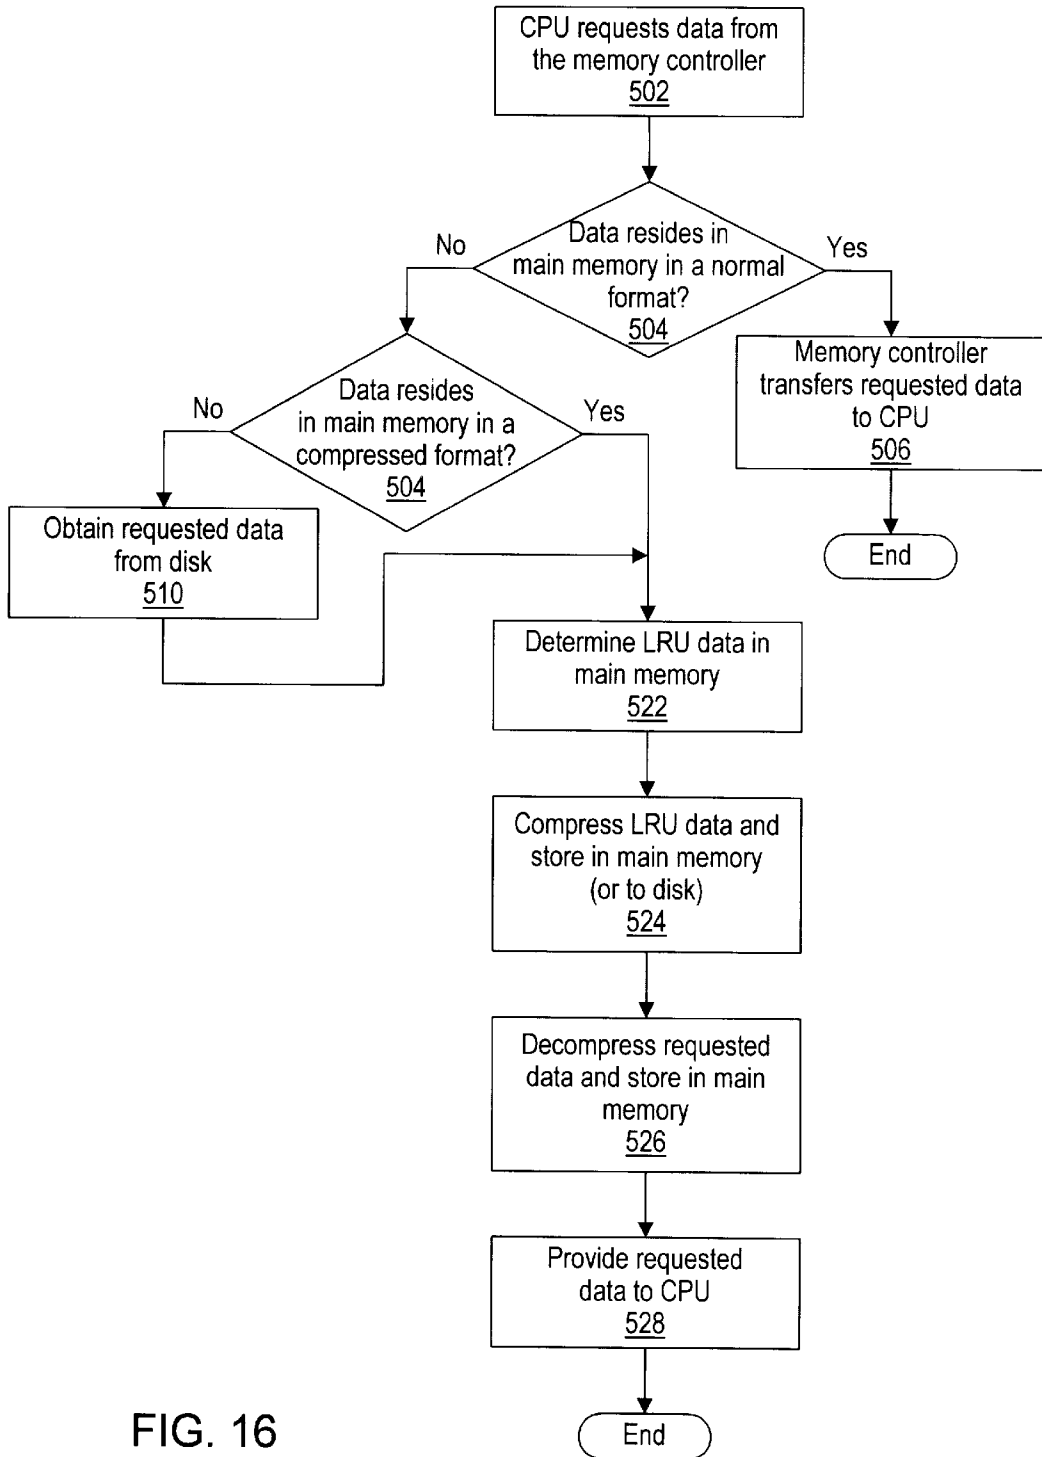 CPU requests data from
the memory controller
502
Data resides in
main memory in a normal
format?
504
No
Yes
Memory controller
transfers requested data
to CPU
506
End
Data resides
in main memory in a
compressed format?
504
No
Yes
Obtain requested data
from disk
510
Determine LRU data in
main memory
522
Compress LRU data and
store in main memory
(or to disk)
524
Decompress requested
data and store in main
memory
526
Provide requested
data to CPU
528
End
FIG. 16